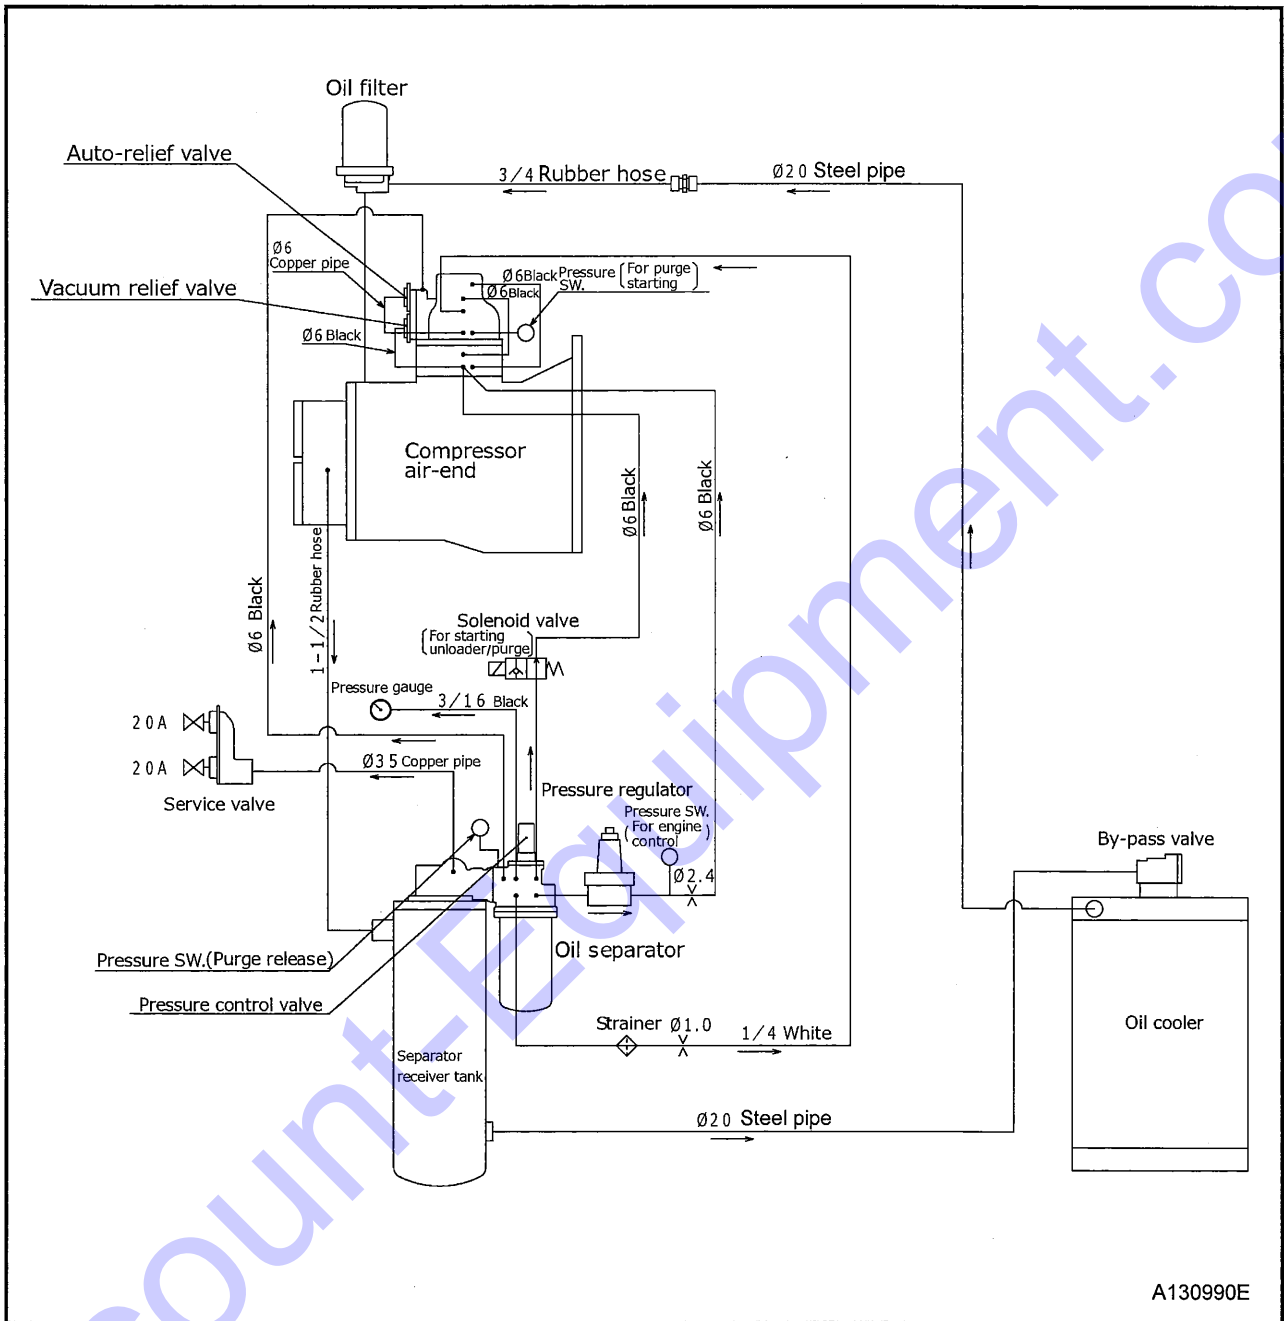 Oil filter
Auto-relief valve
3/4 Rubber hose
Ø20 Steel pipe
Ø6
Copper pipe
Vacuum relief valve
Ø6Black
Ø6Black
Pressure
SW.
(For purge
starting)
Ø6 Black
Compressor
air-end
Ø6 Black
Ø6 Black
Ø6 Black
1-1/2 Rubber hose
Solenoid valve
(For starting
unloader/purge)
Pressure gauge
3/16 Black
20A
20A
Service valve
Ø35 Copper pipe
Pressure regulator
Pressure SW.
(For engine
control)
Ø2.4
By-pass valve
Oil separator
Pressure SW.(Purge release)
Pressure control valve
Strainer Ø1.0
1/4 White
Separator
receiver tank
Oil cooler
Ø20 Steel pipe
A130990E
count-Equipment.co